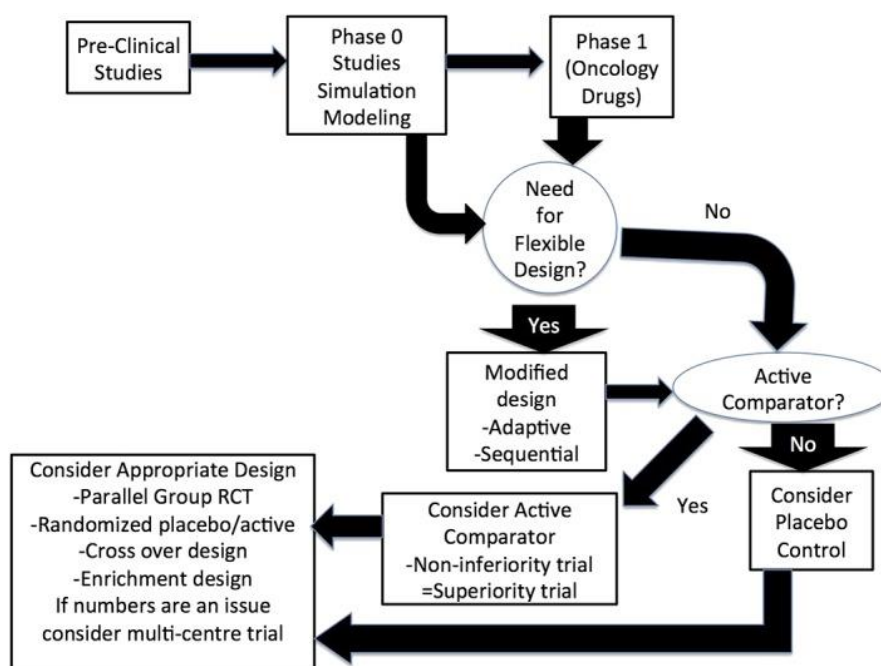 Pre-Clinical
Studies
Phase 0
Studies
Simulation
Modeling
Phase 1
(Oncology
Drugs)
Need
for
Flexible
Design?
No
Yes
Modified
design
-Adaptive
-Sequential
Active
Comparator?
No
Yes
Consider
Placebo
Control
Consider Active
Comparator
-Non-inferiority trial
=Superiority trial
Consider Appropriate Design
-Parallel Group RCT
-Randomized placebo/active
-Cross over design
-Enrichment design
If numbers are an issue
consider multi-centre trial